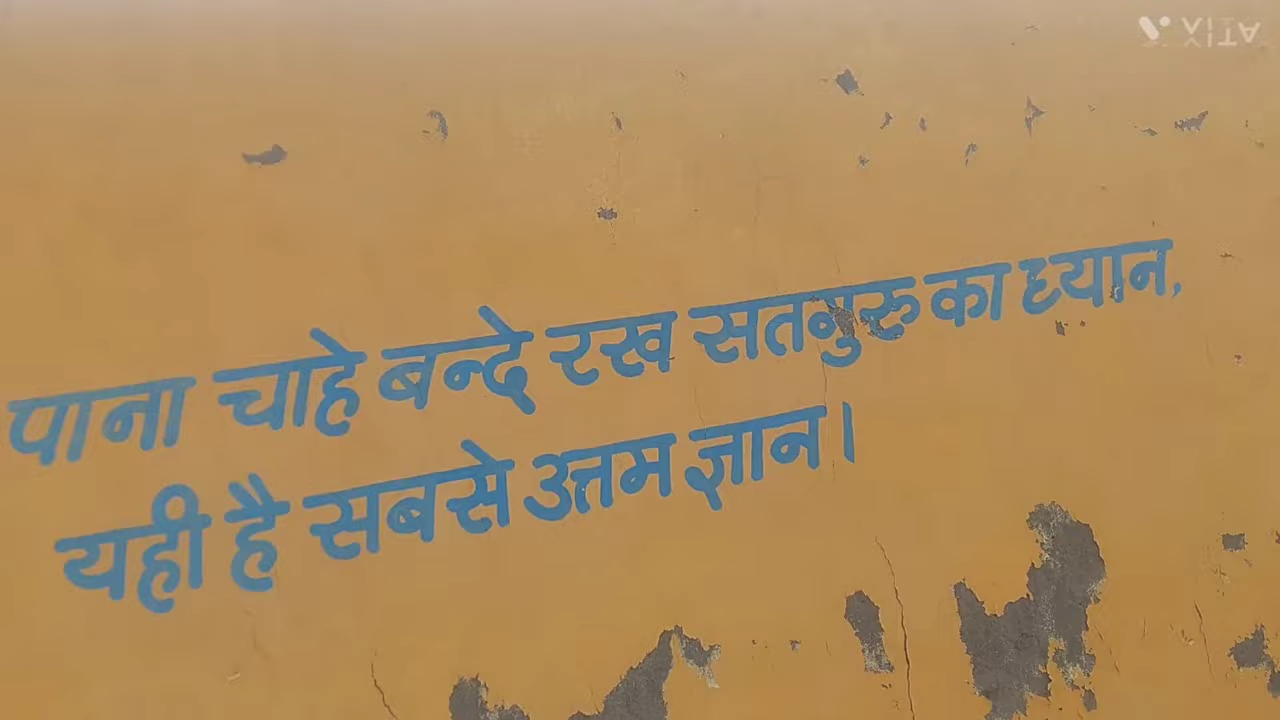 पाना चाहे बन्दे रख सतगुरु का ध्यान,
यही है सबसे उत्तम ज्ञान।